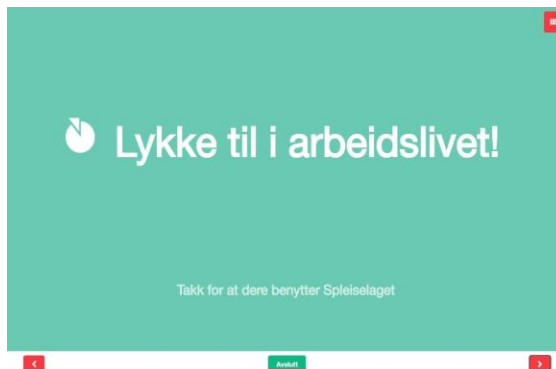 Lykke til i arbeidslivet!
Takk for at dere benytter Spleiselaget
Avslutt